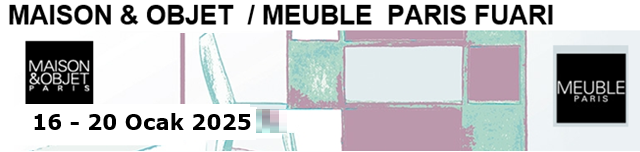 MAISON & OBJET / MEUBLE PARIS FUARI
MAISON
&OBJET
PARIS
MEUBLE
PARIS
16 - 20 Ocak 2025